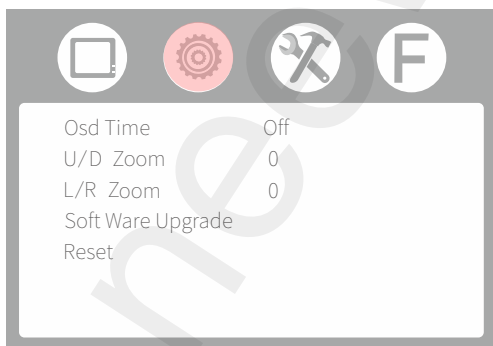 F
Osd Time Off
U/D Zoom 0
L/R Zoom 0
Soft Ware Upgrade
Reset